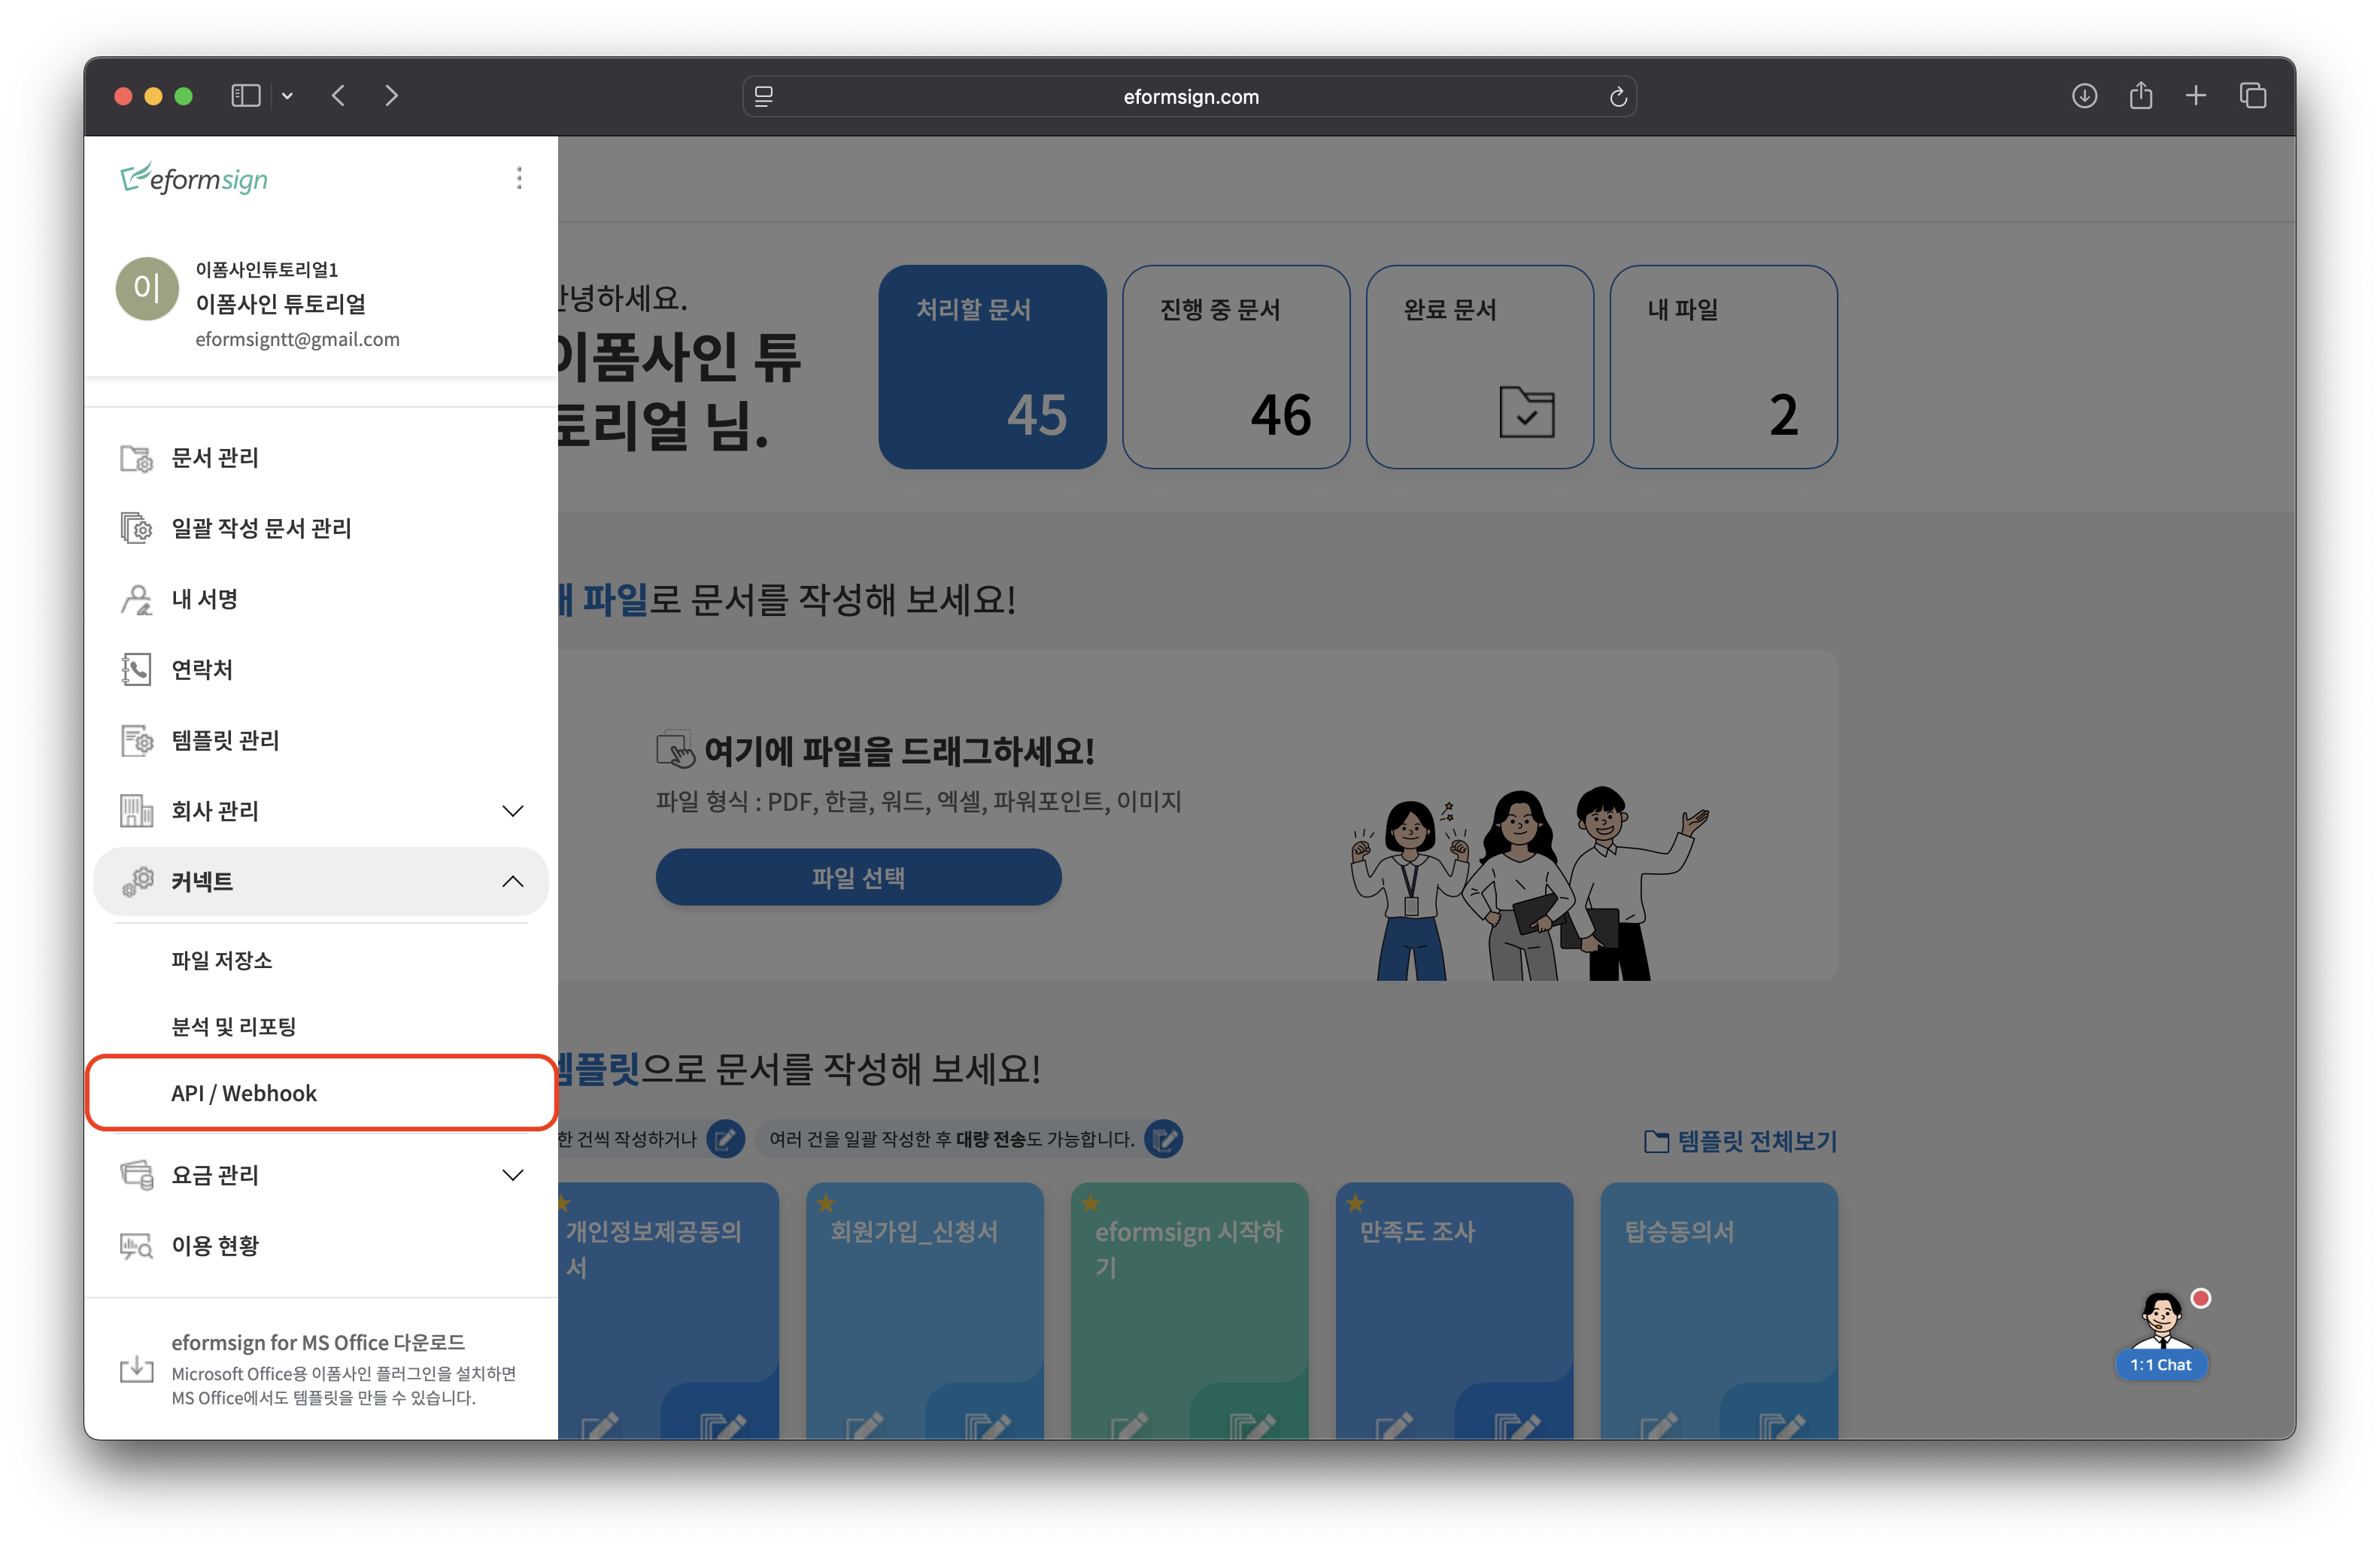 eformsign.com
eformsign
이
이폼사인튜토리얼1
이폼사인 튜토리얼
eformsigntt@gmail.com
문서 관리
일괄 작성 문서 관리
내 서명
연락처
템플릿 관리
회사 관리
커넥트
파일 저장소
분석 및 리포팅
API / Webhook
요금 관리
이용 현황
eformsign for MS Office 다운로드
Microsoft Office용 이폼사인 플러그인을 설치하면
MS Office에서도 템플릿을 만들 수 있습니다.
안녕하세요.
이폼사인 튜
토리얼 님.
처리할 문서
45
진행 중 문서
46
완료 문서
내 파일
2
내 파일로 문서를 작성해 보세요!
여기에 파일을 드래그하세요!
파일 형식 : PDF, 한글, 워드, 엑셀, 파워포인트, 이미지
파일 선택
템플릿으로 문서를 작성해 보세요!
한 건씩 작성하거나
여러 건을 일괄 작성한 후 대량 전송도 가능합니다.
템플릿 전체보기
개인정보제공동의
서
회원가입_신청서
eformsign 시작하
기
만족도 조사
탑승동의서
1:1 Chat